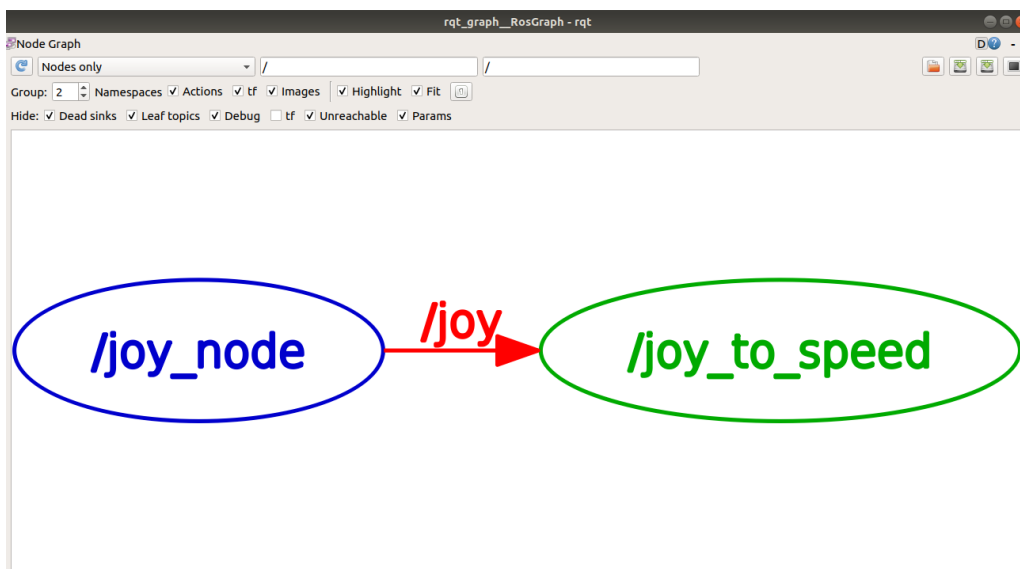 rqt_graph__RosGraph - rqt
Node Graph
D
-
Nodes only
/
/
Group: 2 Namespaces Actions tf Images Highlight Fit
Hide: Dead sinks Leaf topics Debug tf Unreachable Params
/joy_node
/joy
/joy_to_speed